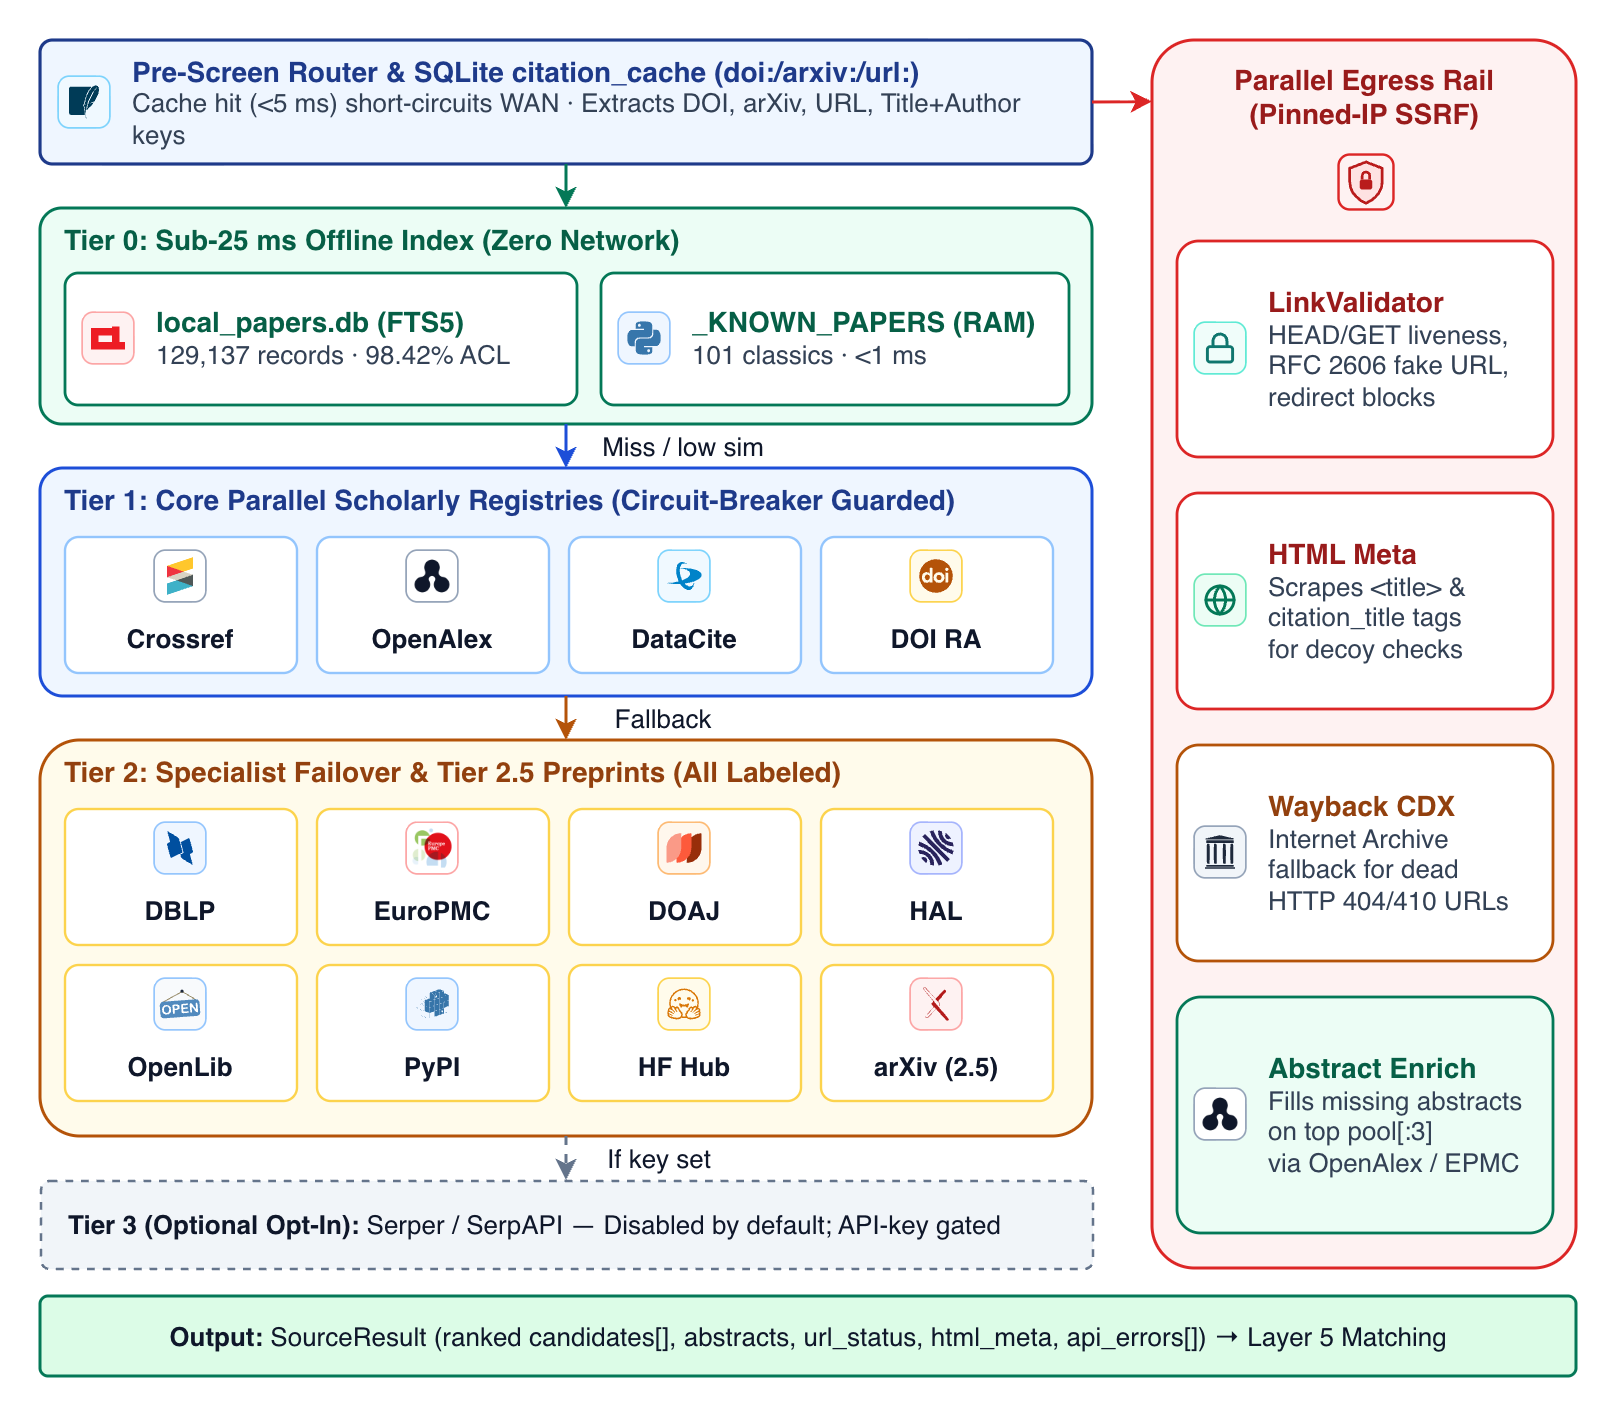 Pre-Screen Router & SQLite citation_cache (doi:/arxiv:/url:)
Cache hit (<5 ms) short-circuits WAN · Extracts DOI, arXiv, URL, Title+Author
keys
Tier 0: Sub-25 ms Offline Index (Zero Network)
local_papers.db (FTS5)
129,137 records · 98.42% ACL
_KNOWN_PAPERS (RAM)
101 classics · <1 ms
Miss / low sim
Tier 1: Core Parallel Scholarly Registries (Circuit-Breaker Guarded)
Crossref
OpenAlex
DataCite
doi
DOI RA
Fallback
Tier 2: Specialist Failover & Tier 2.5 Preprints (All Labeled)
DBLP
Europe
PMC
EuroPMC
DOAJ
HAL
OPEN
OpenLib
PyPI
HF Hub
arXiv (2.5)
If key set
Tier 3 (Optional Opt-In): Serper / SerpAPI — Disabled by default; API-key gated
Parallel Egress Rail
(Pinned-IP SSRF)
LinkValidator
HEAD/GET liveness,
RFC 2606 fake URL,
redirect blocks
HTML Meta
Scrapes <title> &
citation_title tags
for decoy checks
Wayback CDX
Internet Archive
fallback for dead
HTTP 404/410 URLs
Abstract Enrich
Fills missing abstracts
on top pool[:3]
via OpenAlex / EPMC
Output: SourceResult (ranked candidates[], abstracts, url_status, html_meta, api_errors[]) → Layer 5 Matching